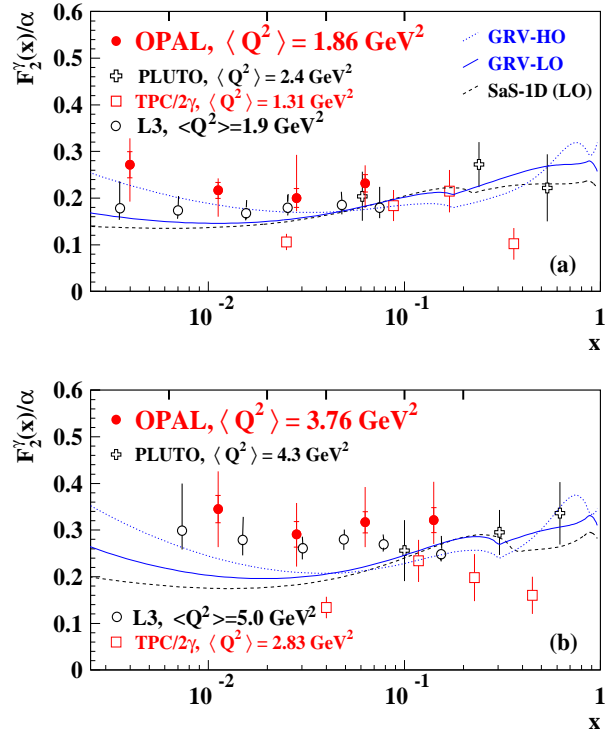 F₂^γ(x)/α
0.6
0.5
0.4
0.3
0.2
0.1
0
OPAL, ⟨ Q² ⟩ = 1.86 GeV²
PLUTO, ⟨ Q² ⟩ = 2.4 GeV²
TPC/2γ, ⟨ Q² ⟩ = 1.31 GeV²
L3, <Q²>=1.9 GeV²
GRV-HO
GRV-LO
SaS-1D (LO)
(a)
10⁻²
10⁻¹
1
x
F₂^γ(x)/α
0.6
0.5
0.4
0.3
0.2
0.1
0
OPAL, ⟨ Q² ⟩ = 3.76 GeV²
PLUTO, ⟨ Q² ⟩ = 4.3 GeV²
L3, <Q²>=5.0 GeV²
TPC/2γ, ⟨ Q² ⟩ = 2.83 GeV²
(b)
10⁻²
10⁻¹
1
x